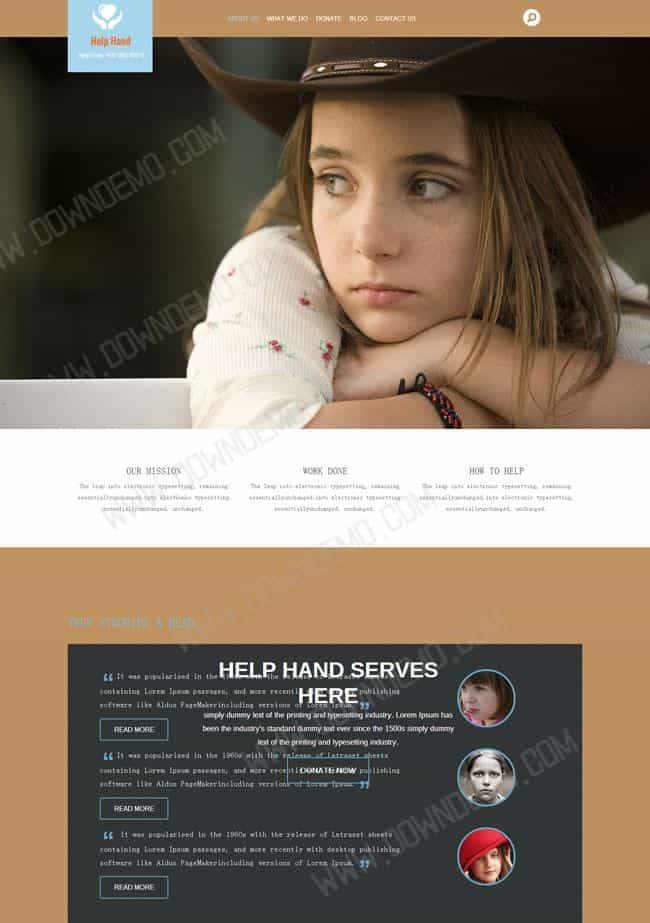 ABOUT US WHAT WE DO DONATE BLOG CONTACT US
Help Hand
WWW.DOWNDEMO.COM
OUR MISSION
The leap into electronic typesetting, remaining
essentiallyunchanged.into electronic typesetting
essentiallyunchanged. unchanged.
WORK DONE
The leap into electronic typesetting, remaining
essentiallyunchanged.into electronic typesetting,
essentiallyunchanged. unchanged.
HOW TO HELP
The leap into electronic typesetting, remaining
essentiallyunchanged.into electronic typesetting,
essentiallyunchanged. unchanged.
TRUE STORIES & READ
HELP HAND SERVES
HERE
simply dummy text of the printing and typesetting industry. Lorem Ipsum has
been the industry's standard dummy text ever since the 1500s simply dummy
text of the printing and typesetting industry.
DONATE NOW
“ It was popularised in the
containing Lorem Ipsum passages, and more recently publishing
software like Aldus PageMakerincluding versions of Lorem Ipsum. ”
READ MORE
“ It was popularised in the 1960s with the release of Letraset sheets
containing Lorem Ipsum passages, and more recently publishing
software like Aldus PageMakerincluding versions of Lorem Ipsum. ”
READ MORE
“ It was popularised in the 1960s with the release of Letraset sheets
containing Lorem Ipsum passages, and more recently with desktop publishing
software like Aldus PageMakerincluding versions of Lorem Ipsum. ”
READ MORE